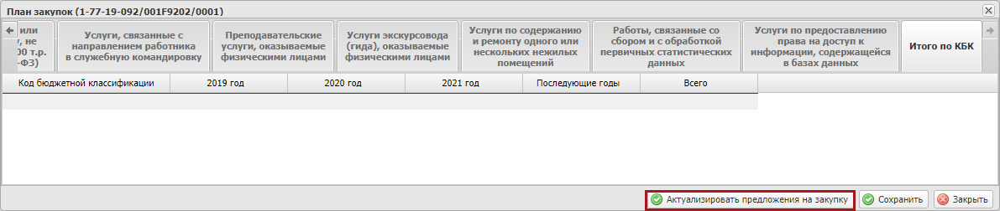 План закупок (1-77-19-092/001F9202/0001)
или
у, не
00 т.р.
-ФЗ)
Услуги, связанные с
направлением работника
в служебную командировку
Преподавательские
услуги, оказываемые
физическими лицами
Услуги экскурсовода
(гида), оказываемые
физическими лицами
Услуги по содержанию
и ремонту одного или
нескольких нежилых
помещений
Работы, связанные со
сбором и с обработкой
первичных статистических
данных
Услуги по предоставлению
права на доступ к
информации, содержащейся
в базах данных
Итого по КБК
Код бюджетной классификации 2019 год 2020 год 2021 год Последующие годы Всего
Актуализировать предложения на закупку Сохранить Закрыть